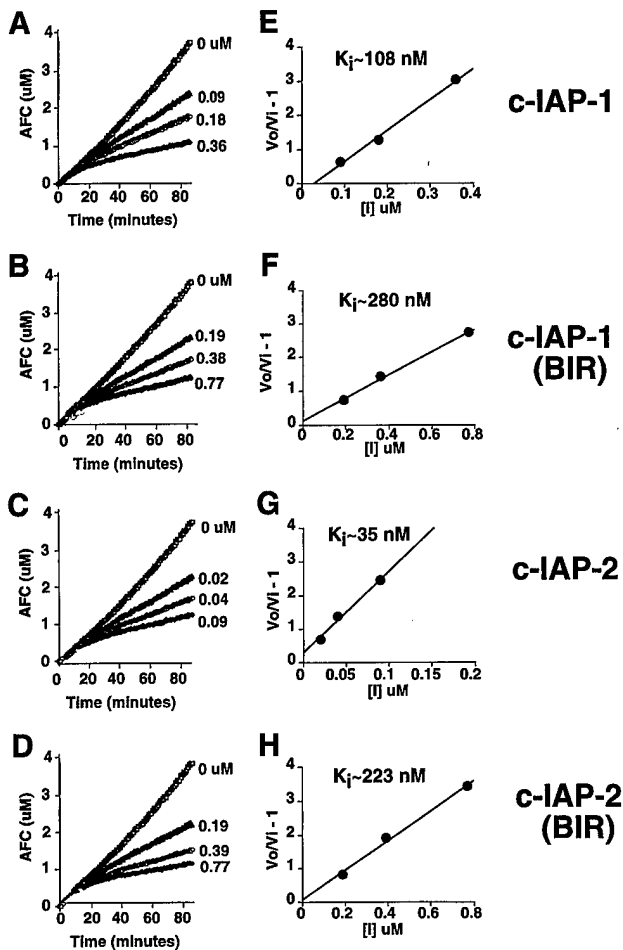 A
AFC (uM)
4
3
2
1
0
0 uM
0.09
0.18
0.36
0 20 40 60 80
Time (minutes)
E
Vo/Vi - 1
4
3
2
1
0
Ki~108 nM
0 0.1 0.2 0.3 0.4
[I] uM
c-IAP-1
B
AFC (uM)
4
3
2
1
0
0 uM
0.19
0.38
0.77
0 20 40 60 80
Time (minutes)
F
Vo/Vi - 1
4
3
2
1
0
Ki~280 nM
0 0.2 0.4 0.6 0.8
[I] uM
c-IAP-1
(BIR)
C
AFC (uM)
4
3
2
1
0
0 uM
0.02
0.04
0.09
0 20 40 60 80
Time (minutes)
G
Vo/Vi - 1
4
3
2
1
0
Ki~35 nM
0 0.05 0.1 0.15 0.2
[I] uM
c-IAP-2
D
AFC (uM)
4
3
2
1
0
0 uM
0.19
0.39
0.77
0 20 40 60 80
Time (minutes)
H
Vo/Vi - 1
4
3
2
1
0
Ki~223 nM
0 0.2 0.4 0.6 0.8
[I] uM
c-IAP-2
(BIR)